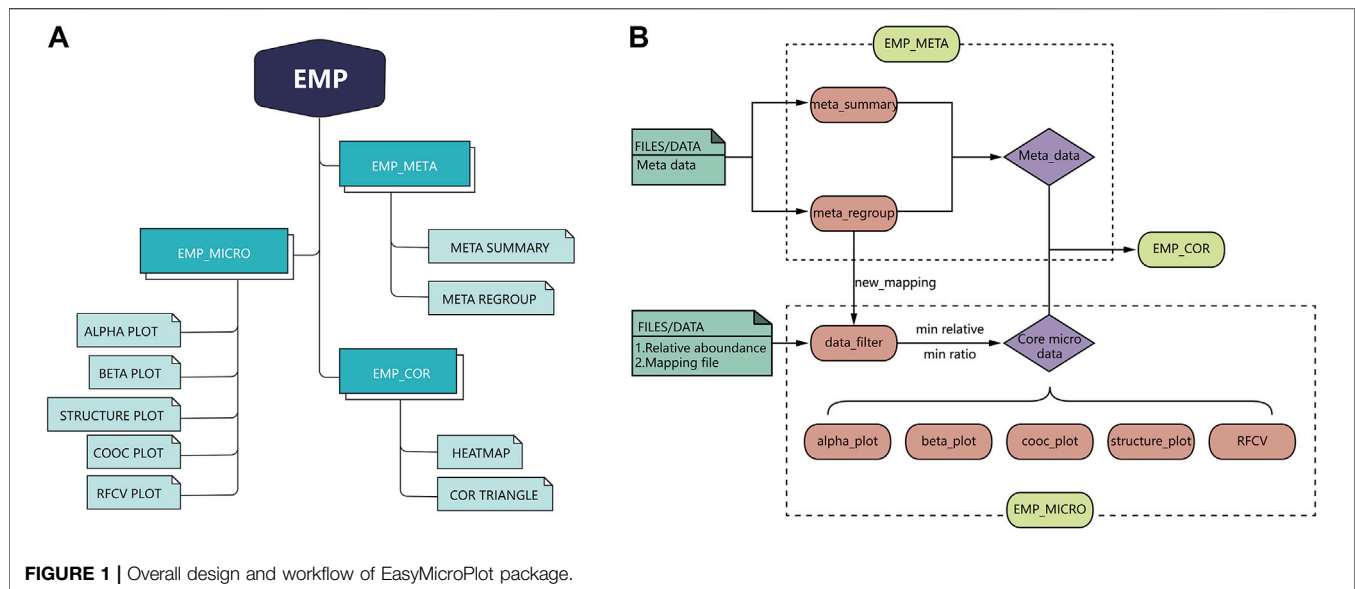 A
EMP
EMP_META
META SUMMARY
META REGROUP
EMP_MICRO
ALPHA PLOT
BETA PLOT
STRUCTURE PLOT
COOC PLOT
RFCV PLOT
EMP_COR
HEATMAP
COR TRIANGLE
B
EMP_META
meta_summary
FILES/DATA
Meta data
Meta_data
meta_regroup
EMP_COR
new_mapping
FILES/DATA
1.Relative aboundance
2.Mapping file
data_filter
min relative
min ratio
Core micro
data
alpha_plot
beta_plot
cooc_plot
structure_plot
RFCV
EMP_MICRO
FIGURE 1 | Overall design and workflow of EasyMicroPlot package.